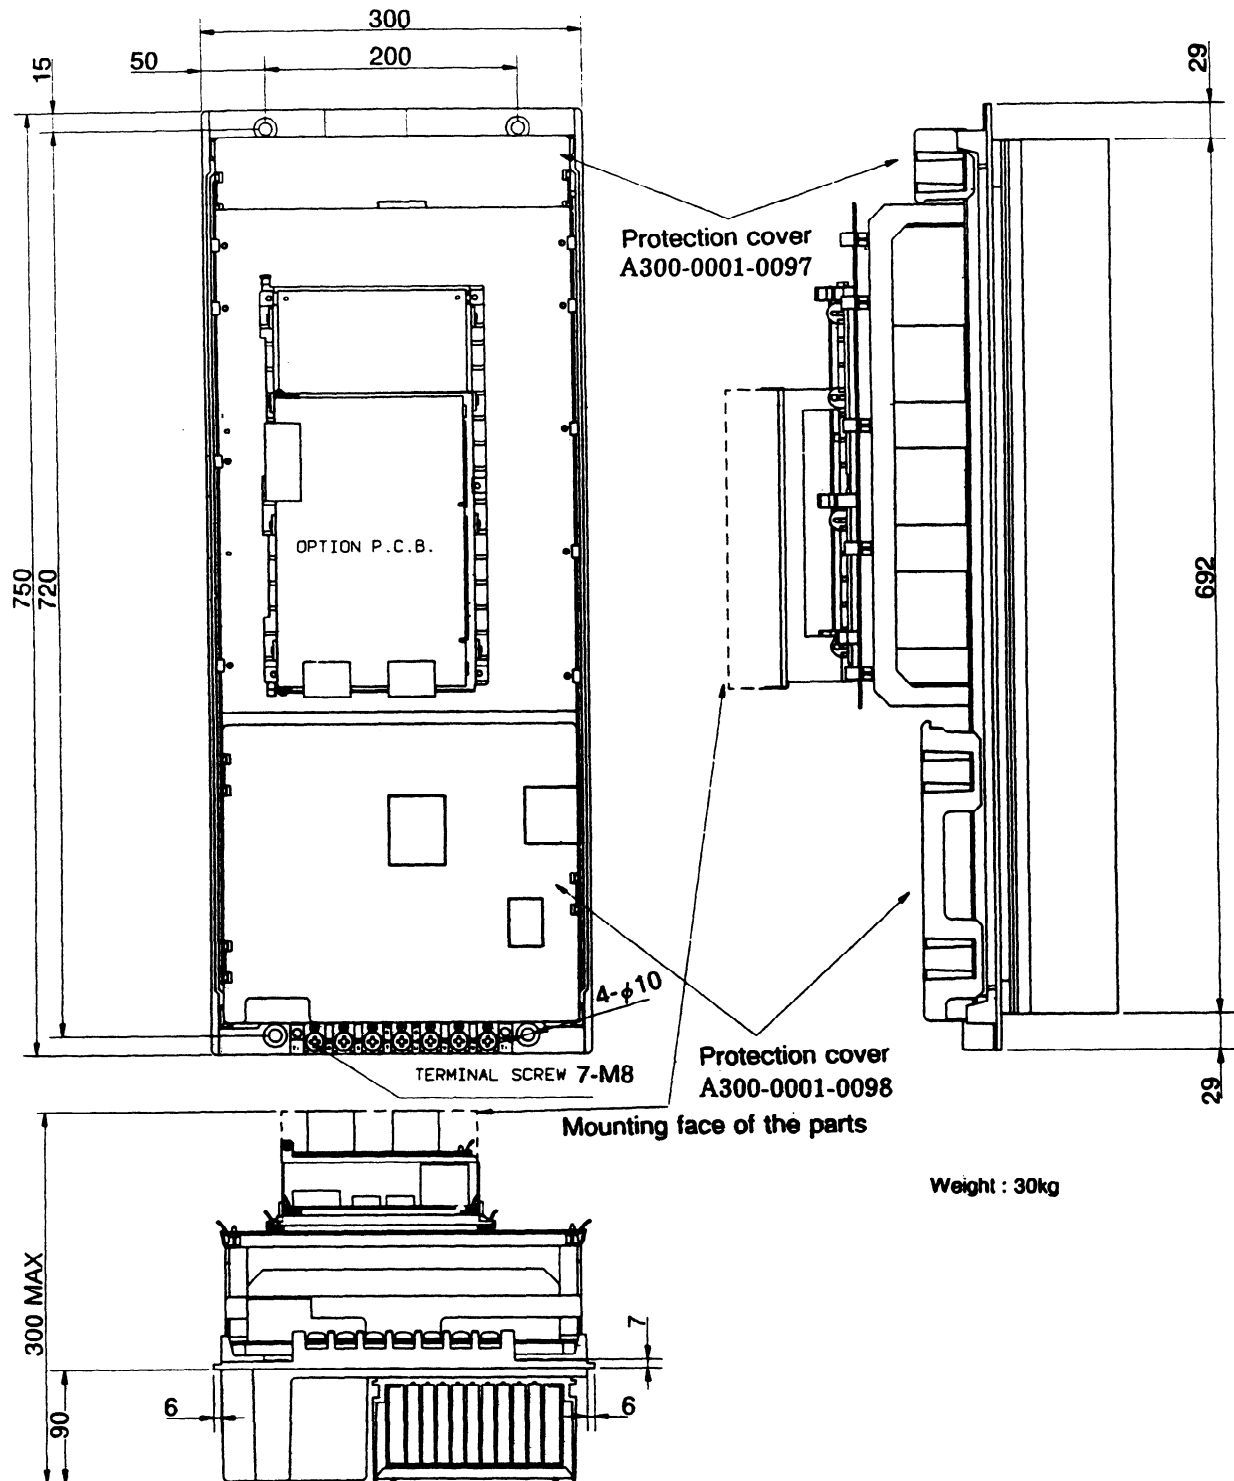 300
50
200
15
29
Protection cover
A300-0001-0097
OPTION P.C.B.
750
720
692
4-φ10
TERMINAL SCREW 7-M8
Protection cover
A300-0001-0098
29
Mounting face of the parts
Weight : 30kg
300 MAX
7
6
6
90